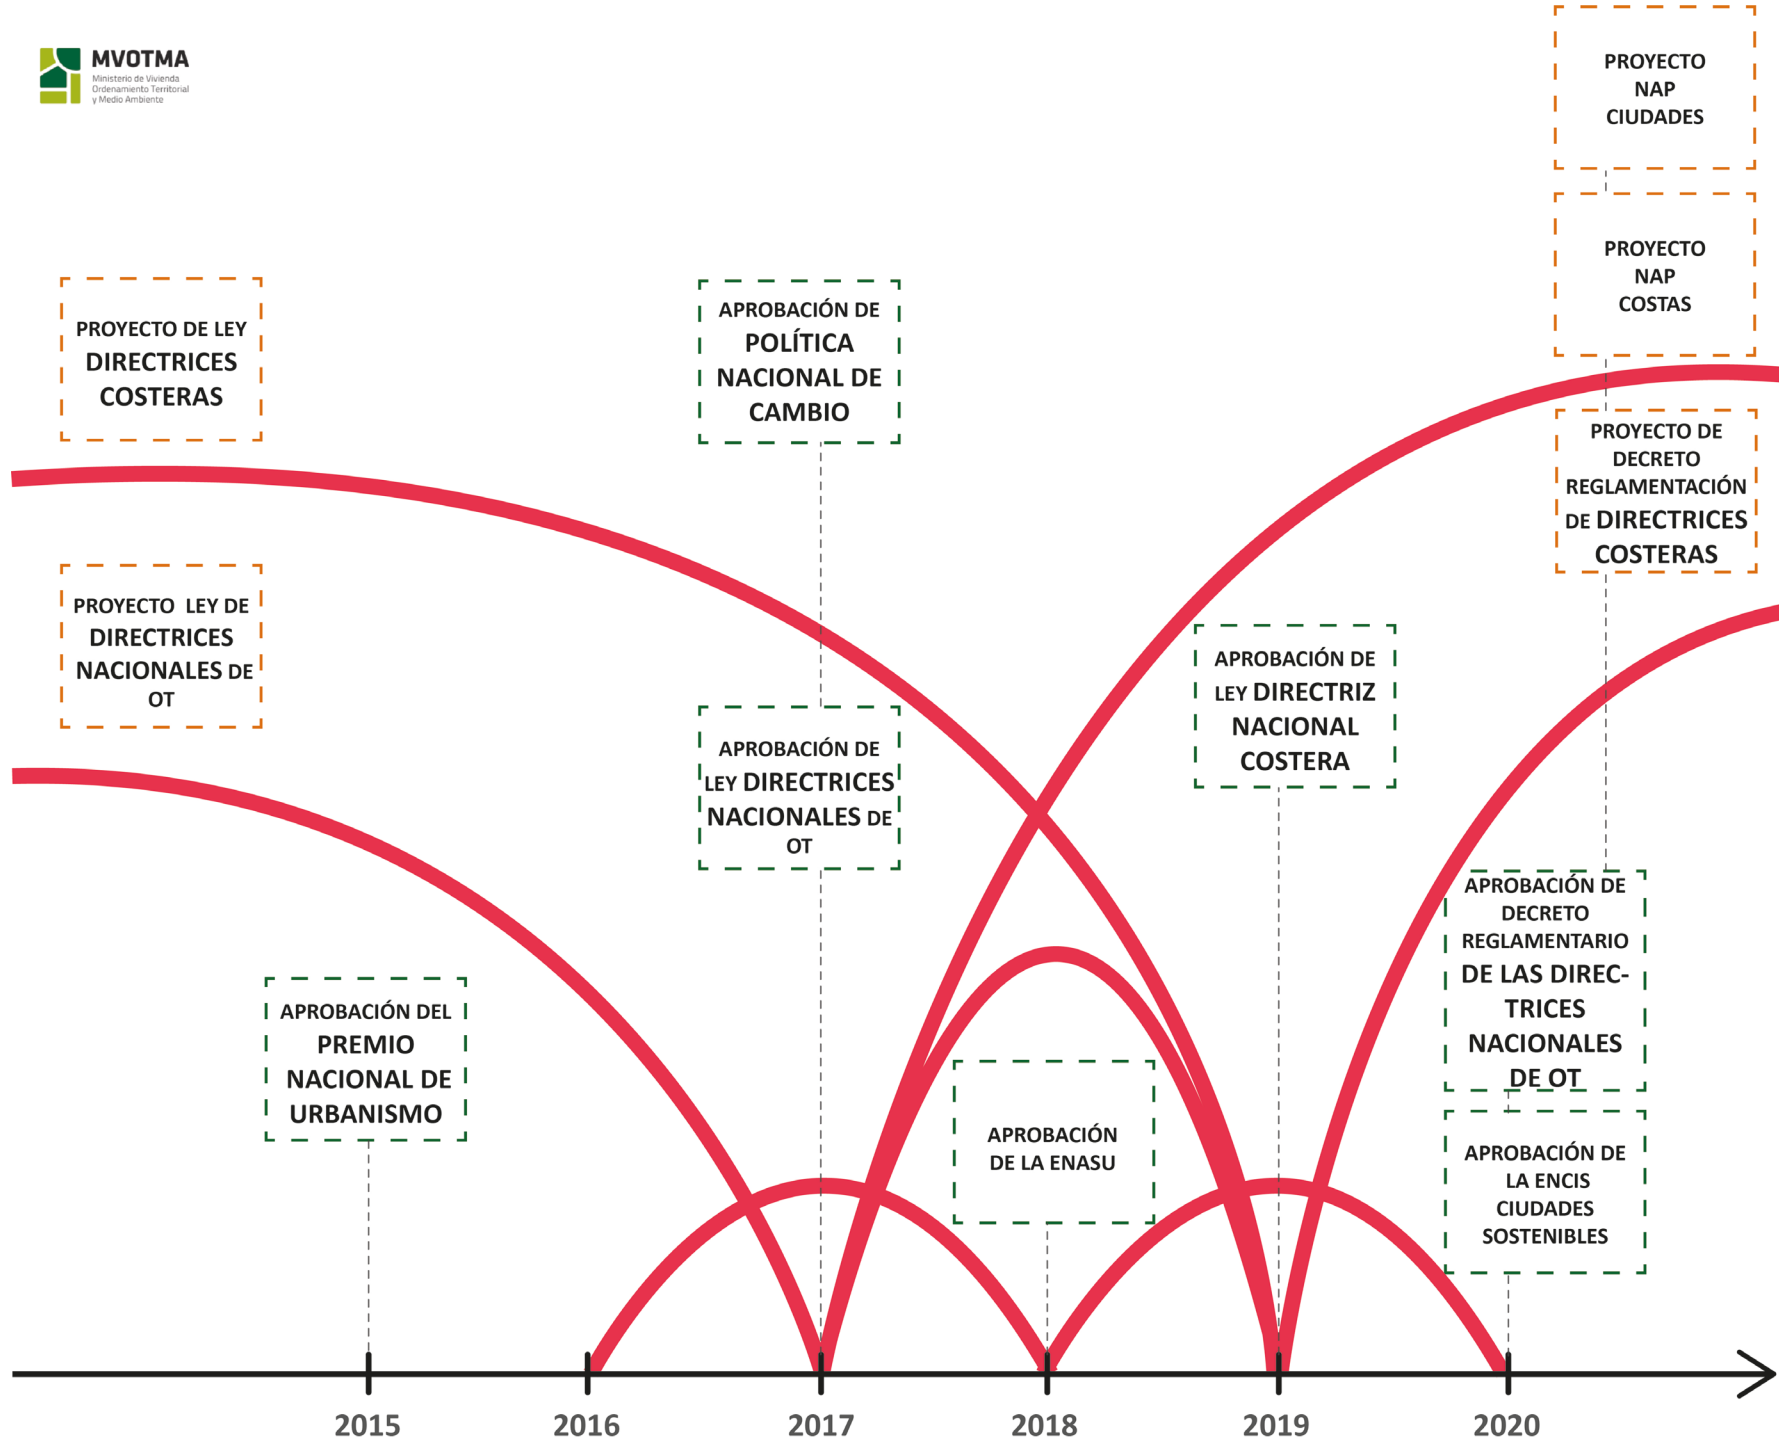 MVOTMA
Ministerio de Vivienda
Ordenamiento Territorial
y Medio Ambiente
PROYECTO
NAP
CIUDADES
PROYECTO
NAP
COSTAS
PROYECTO DE LEY
DIRECTRICES
COSTERAS
APROBACIÓN DE
POLÍTICA
NACIONAL DE
CAMBIO
PROYECTO DE
DECRETO
REGLAMENTACIÓN
DE DIRECTRICES
COSTERAS
PROYECTO LEY DE
DIRECTRICES
NACIONALES DE
OT
APROBACIÓN DE
LEY DIRECTRICES
NACIONALES DE
OT
APROBACIÓN DE
LEY DIRECTRIZ
NACIONAL
COSTERA
APROBACIÓN DE
DECRETO
REGLAMENTARIO
DE LAS DIREC-
TRICES
NACIONALES
DE OT
APROBACIÓN DEL
PREMIO
NACIONAL DE
URBANISMO
APROBACIÓN
DE LA ENASU
APROBACIÓN DE
LA ENCIS
CIUDADES
SOSTENIBLES
2015
2016
2017
2018
2019
2020